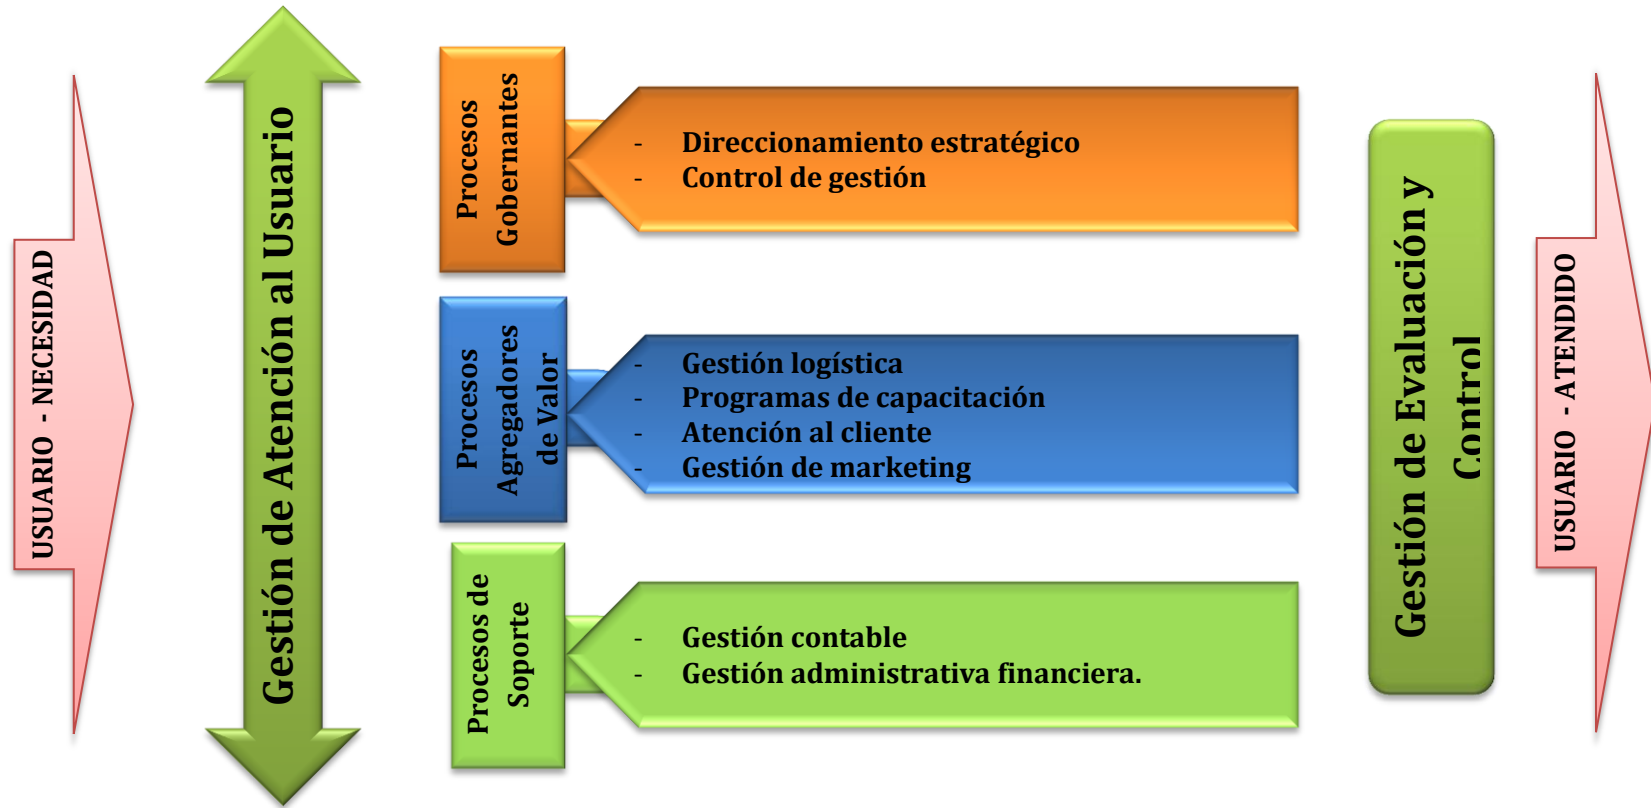 USUARIO - NECESIDAD
Gestión de Atención al Usuario
Procesos
Gobernantes
- Direccionamiento estratégico
- Control de gestión
Procesos
Agregadores
de Valor
- Gestión logística
- Programas de capacitación
- Atención al cliente
- Gestión de marketing
Procesos de
Soporte
- Gestión contable
- Gestión administrativa financiera.
Gestión de Evaluación y
Control
USUARIO - ATENDIDO